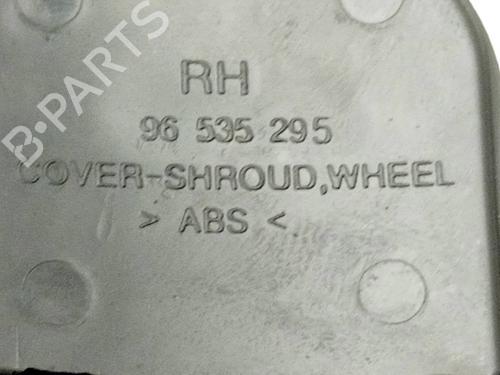 B-PARTS
RH
96 535 295
COVER-SHROUD, WHEEL
> ABS <